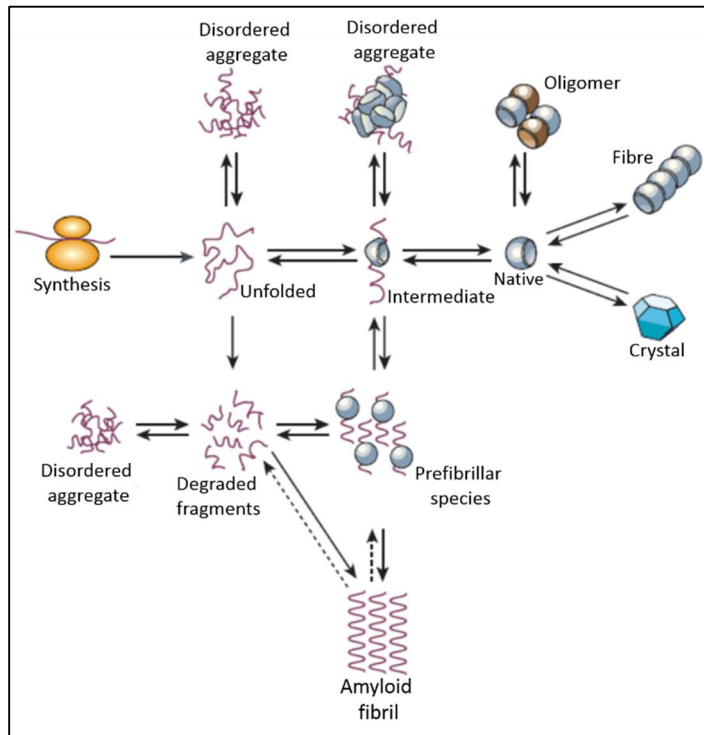 Disordered
aggregate
Disordered
aggregate
Oligomer
Fibre
Synthesis
Unfolded
Intermediate
Native
Crystal
Disordered
aggregate
Degraded
fragments
Prefibrillar
species
Amyloid
fibril